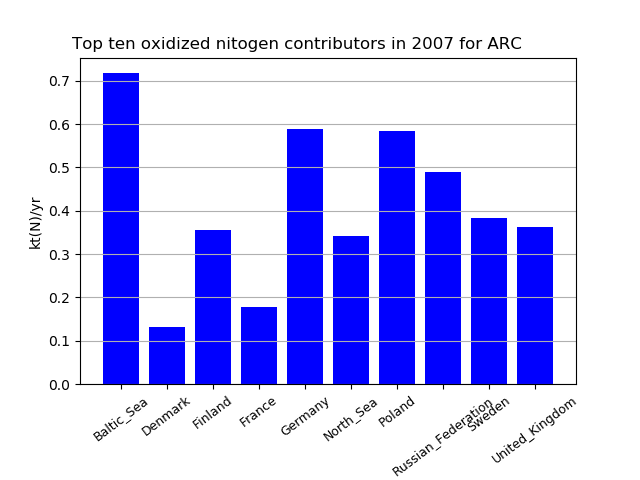 Top ten oxidized nitogen contributors in 2007 for ARC
kt(N)/yr
0.7
0.6
0.5
0.4
0.3
0.2
0.1
0.0
Baltic_Sea
Denmark
Finland
France
Germany
North_Sea
Poland
Russian_Federation
Sweden
United_Kingdom